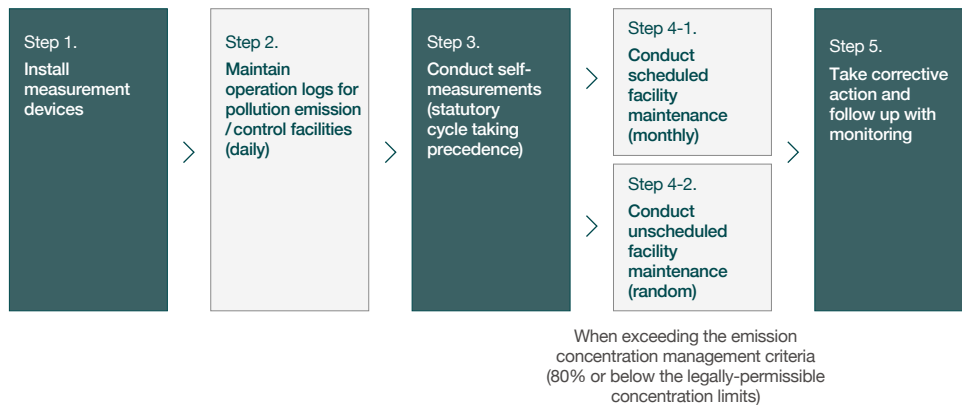 Step 1.
Install
measurement
devices
Step 2.
Maintain
operation logs for
pollution emission
/ control facilities
(daily)
Step 3.
Conduct self-
measurements
(statutory
cycle taking
precedence)
Step 4-1.
Conduct
scheduled
facility
maintenance
(monthly)
Step 4-2.
Conduct
unscheduled
facility
maintenance
(random)
When exceeding the emission
concentration management criteria
(80% or below the legally-permissible
concentration limits)
Step 5.
Take corrective
action and
follow up with
monitoring